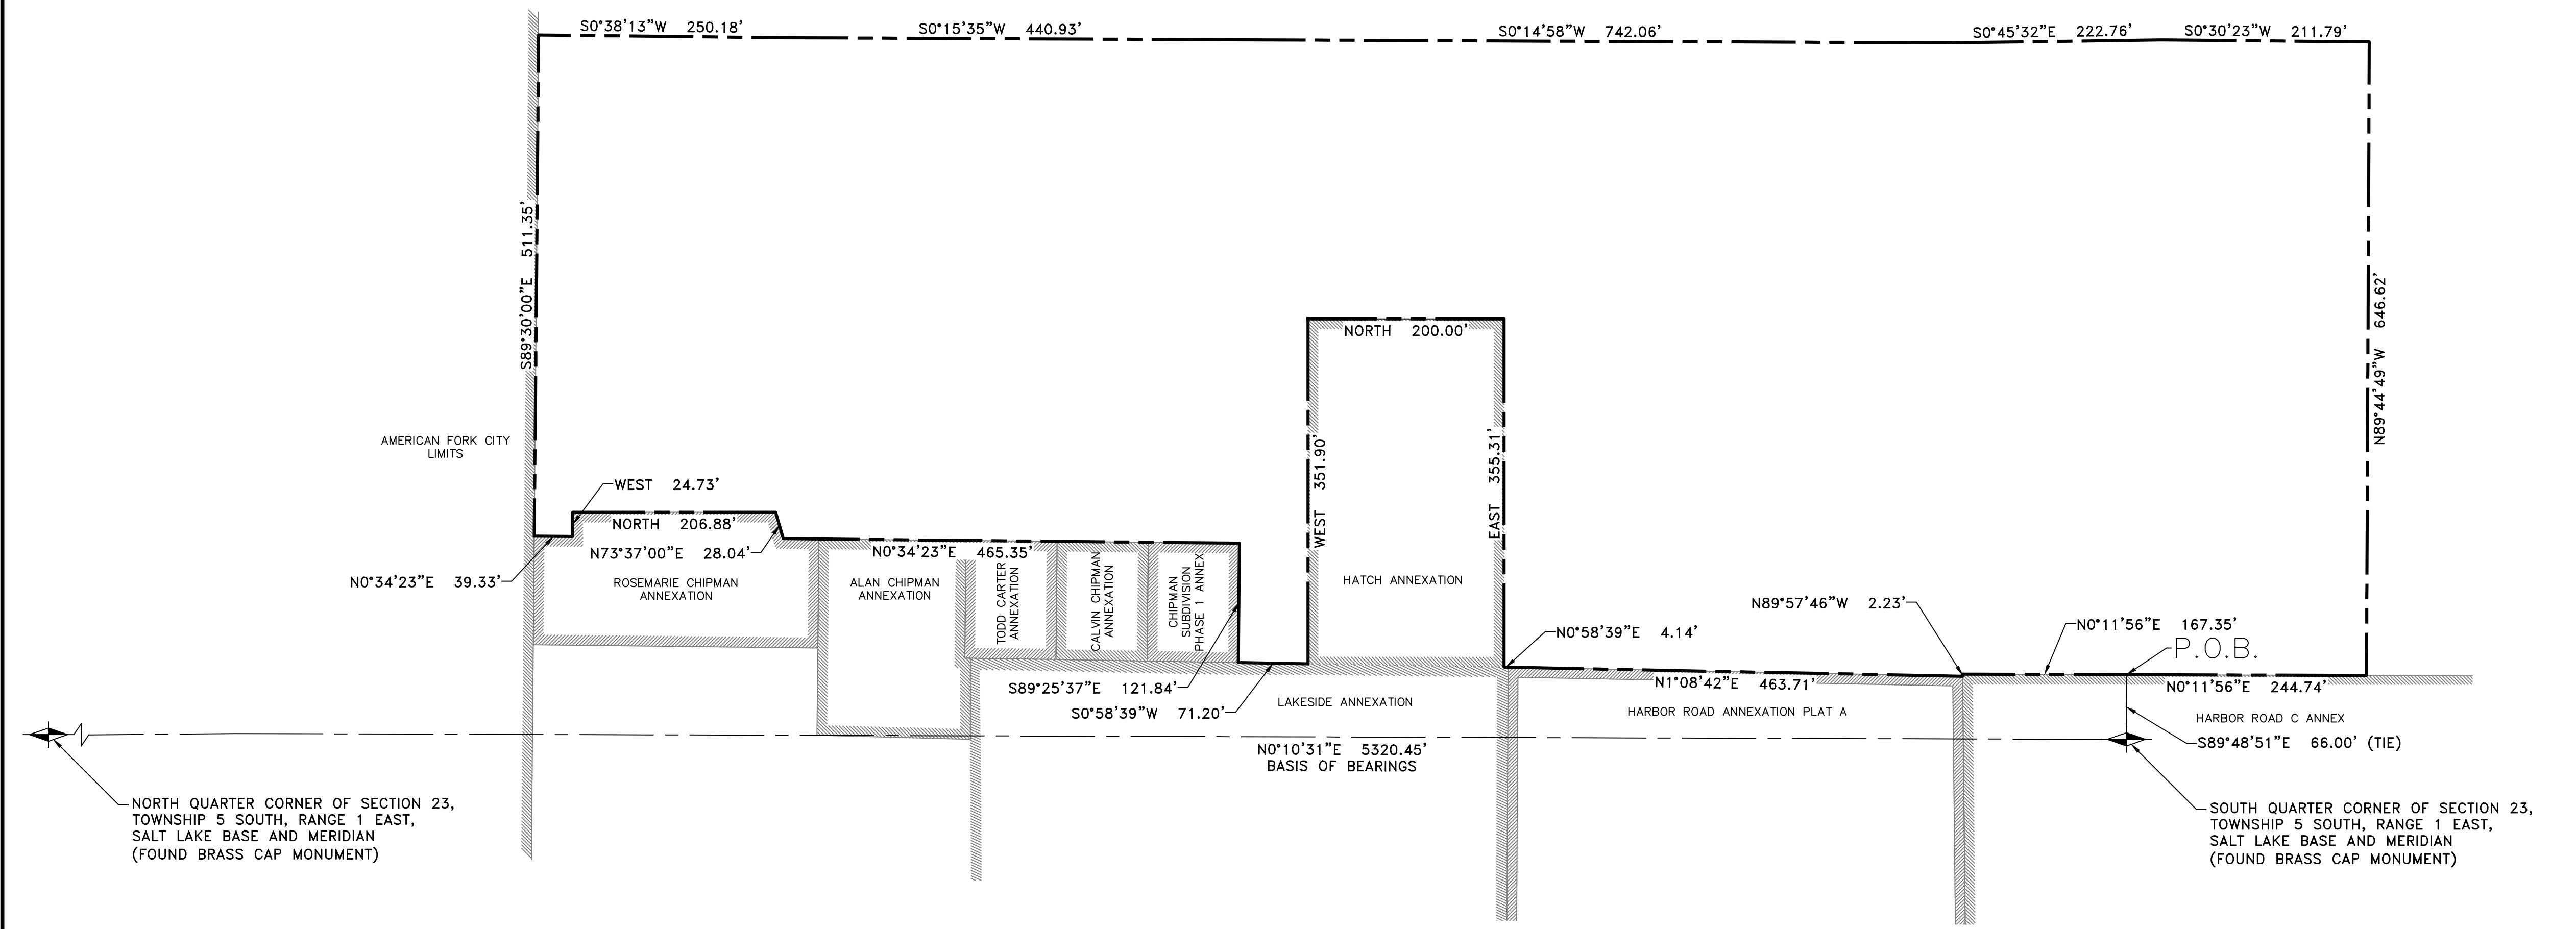 S0°38'13"W 250.18'
S0°15'35"W 440.93'
S0°14'58"W 742.06'
S0°45'32"E 222.76'
S0°30'23"W 211.79'
S89°30'00"E 511.35'
N89°44'49"W 646.62'
AMERICAN FORK CITY
LIMITS
WEST 24.73'
NORTH 206.88'
N73°37'00"E 28.04'
N0°34'23"E 39.33'
ROSEMARIE CHIPMAN
ANNEXATION
N0°34'23"E 465.35'
ALAN CHIPMAN
ANNEXATION
TODD CARTER
ANNEXATION
CALVIN CHIPMAN
ANNEXATION
CHIPMAN
SUBDIVISION
PHASE 1 ANNEX
NORTH 200.00'
WEST 351.90'
EAST 355.31'
HATCH ANNEXATION
S89°25'37"E 121.84'
S0°58'39"W 71.20'
LAKESIDE ANNEXATION
N0°58'39"E 4.14'
N89°57'46"W 2.23'
N1°08'42"E 463.71'
HARBOR ROAD ANNEXATION PLAT A
N0°11'56"E 167.35'
P.O.B.
N0°11'56"E 244.74'
HARBOR ROAD C ANNEX
S89°48'51"E 66.00' (TIE)
N0°10'31"E 5320.45'
BASIS OF BEARINGS
NORTH QUARTER CORNER OF SECTION 23,
TOWNSHIP 5 SOUTH, RANGE 1 EAST,
SALT LAKE BASE AND MERIDIAN
(FOUND BRASS CAP MONUMENT)
SOUTH QUARTER CORNER OF SECTION 23,
TOWNSHIP 5 SOUTH, RANGE 1 EAST,
SALT LAKE BASE AND MERIDIAN
(FOUND BRASS CAP MONUMENT)